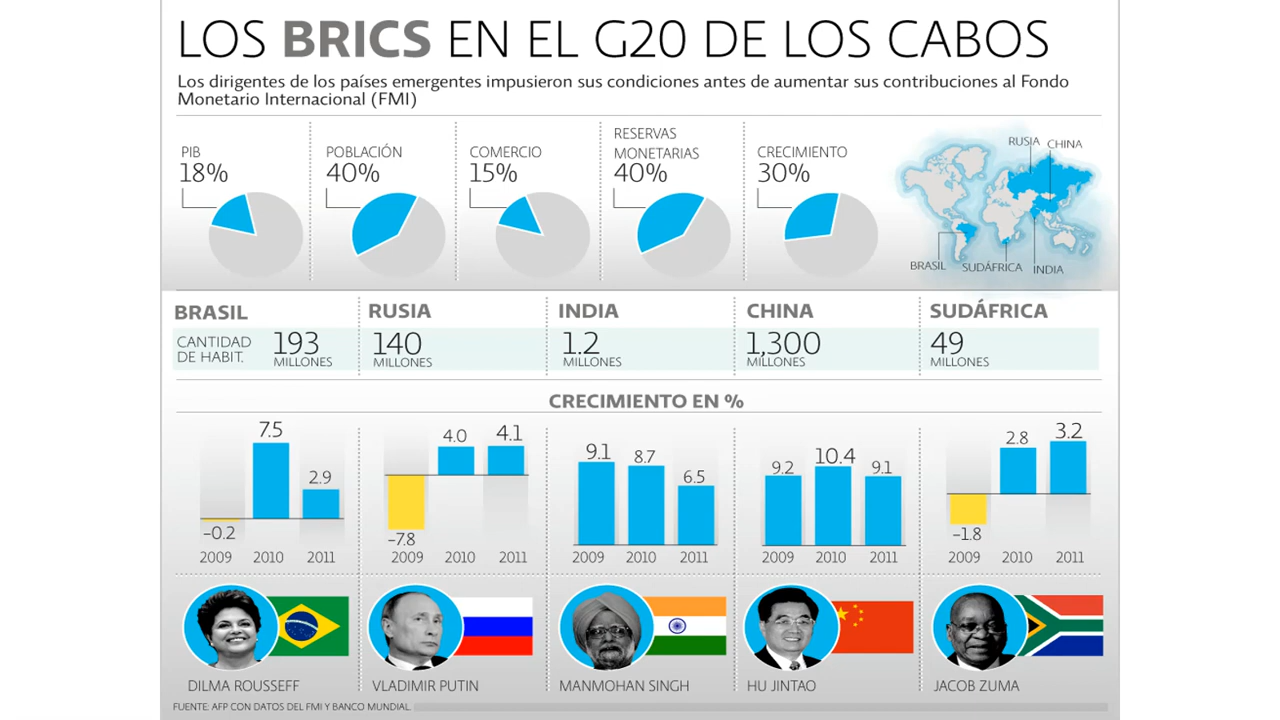 LOS BRICS EN EL G20 DE LOS CABOS
Los dirigentes de los países emergentes impusieron sus condiciones antes de aumentar sus contribuciones al Fondo
Monetario Internacional (FMI)
PIB
18%
POBLACIÓN
40%
COMERCIO
15%
RESERVAS
MONETARIAS
40%
CRECIMIENTO
30%
RUSIA
CHINA
BRASIL
SUDÁFRICA
INDIA
BRASIL
RUSIA
INDIA
CHINA
SUDÁFRICA
CANTIDAD
DE HABIT.
193
MILLONES
140
MILLONES
1.2
MILLONES
1,300
MILLONES
49
MILLONES
CRECIMIENTO EN %
-0.2
7.5
2.9
2009 2010 2011
-7.8
4.0
4.1
2009 2010 2011
9.1
8.7
6.5
2009 2010 2011
9.2
10.4
9.1
2009 2010 2011
-1.8
2.8
3.2
2009 2010 2011
DILMA ROUSSEFF
VLADIMIR PUTIN
MANMOHAN SINGH
HU JINTAO
JACOB ZUMA
FUENTE: AFP CON DATOS DEL FMI Y BANCO MUNDIAL.